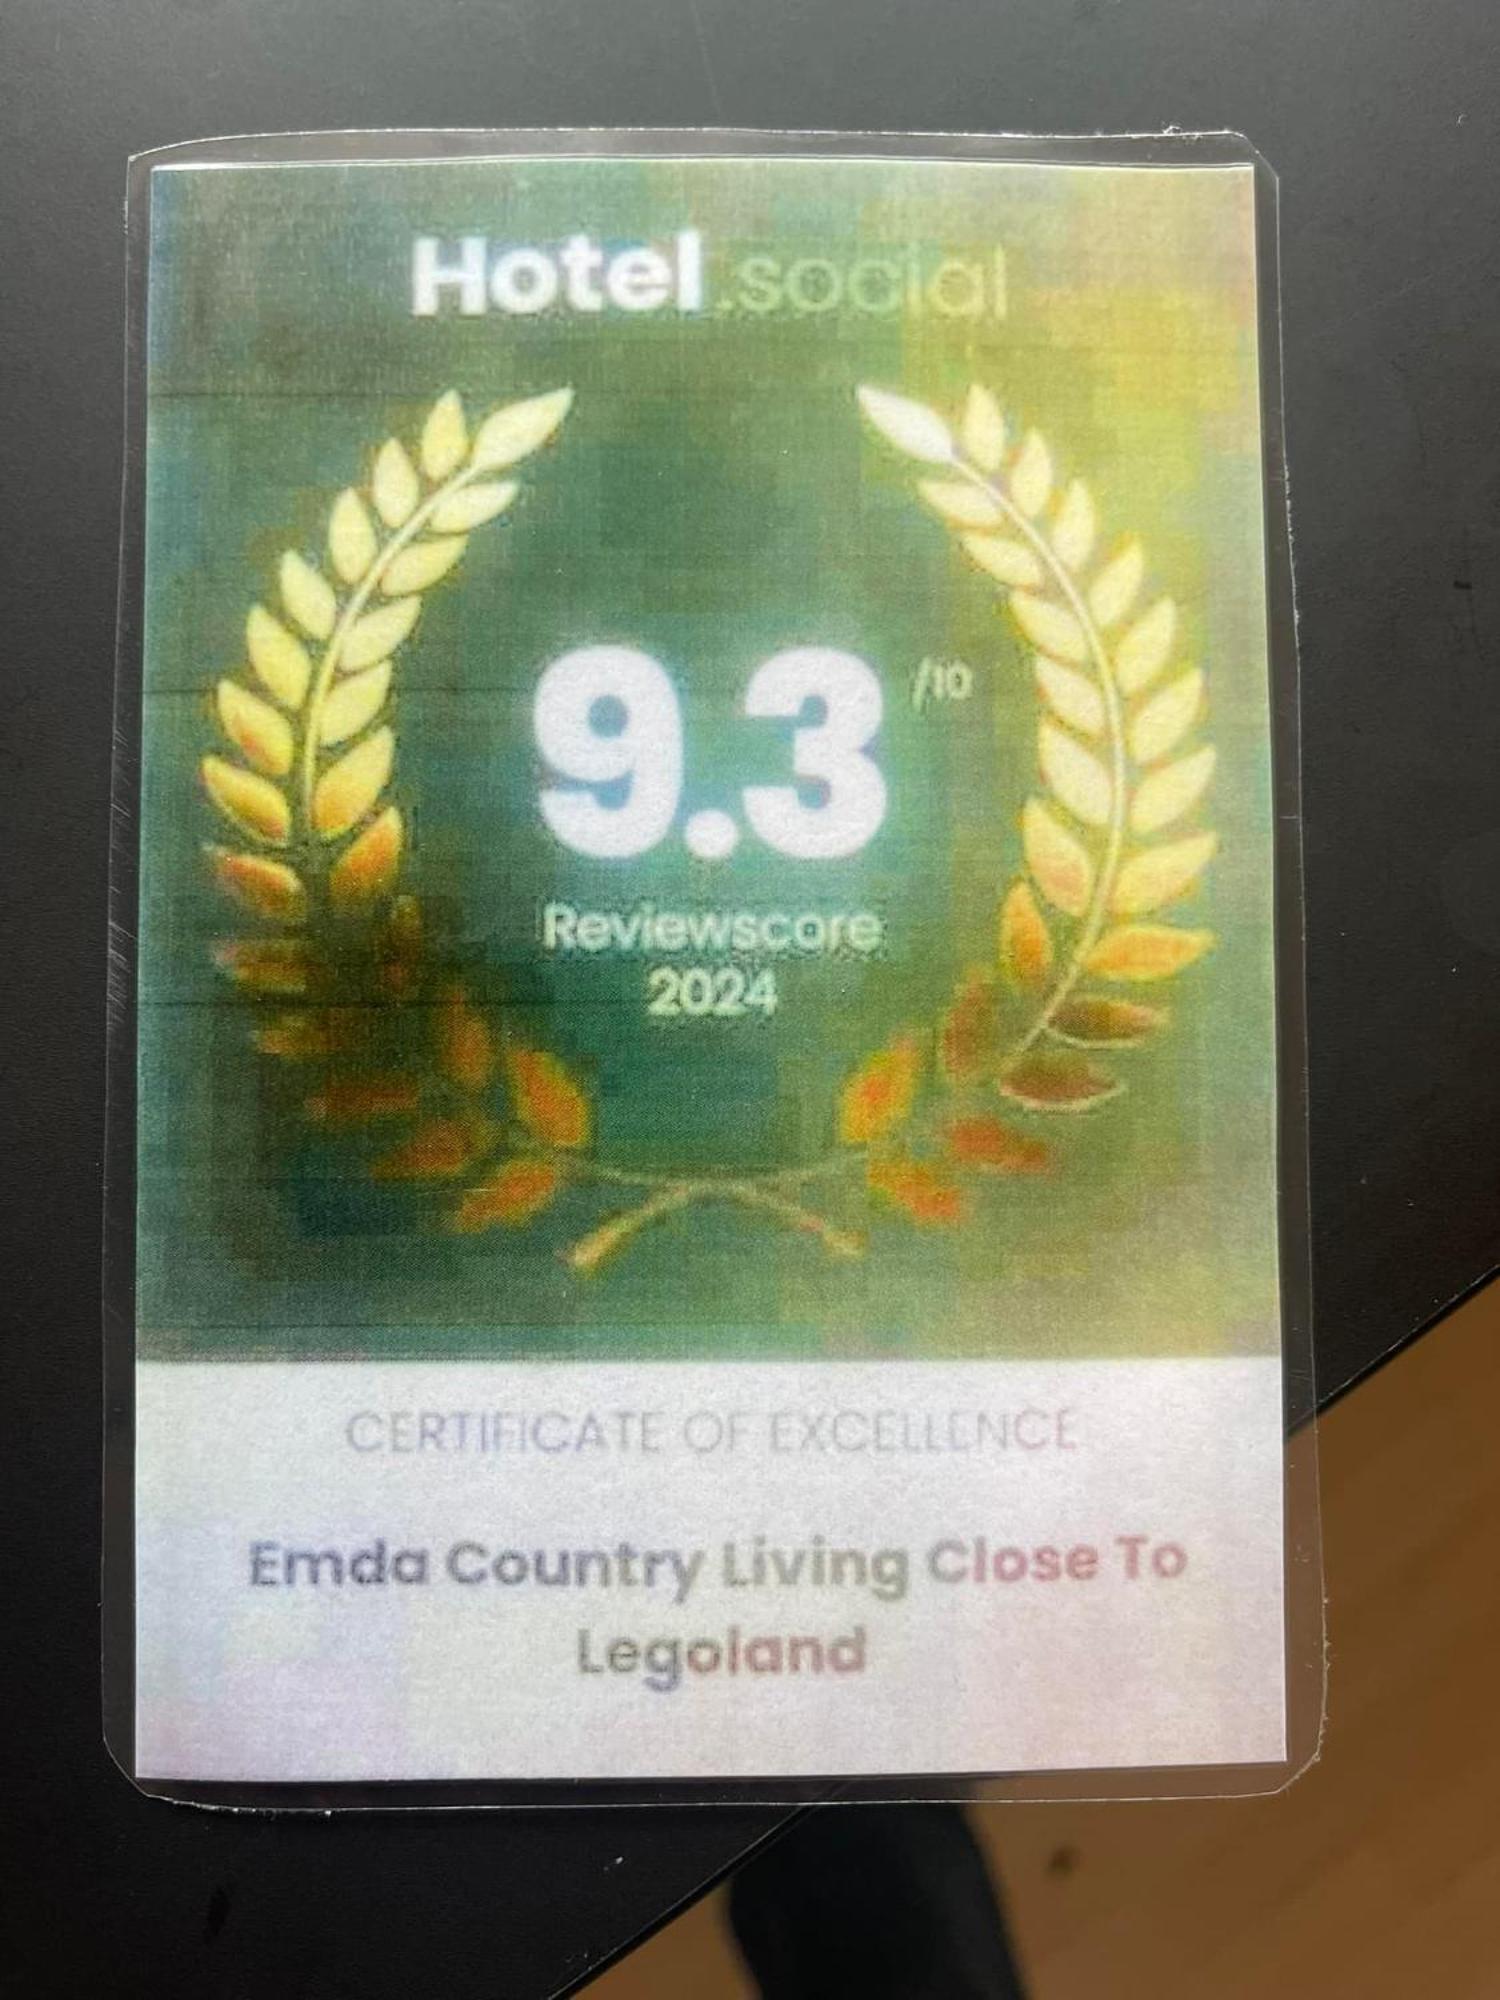 Hotel.social
9.3 /10
Reviewscore
2024
CERTIFICATE OF EXCELLENCE
Emda Country Living Close To
Legoland